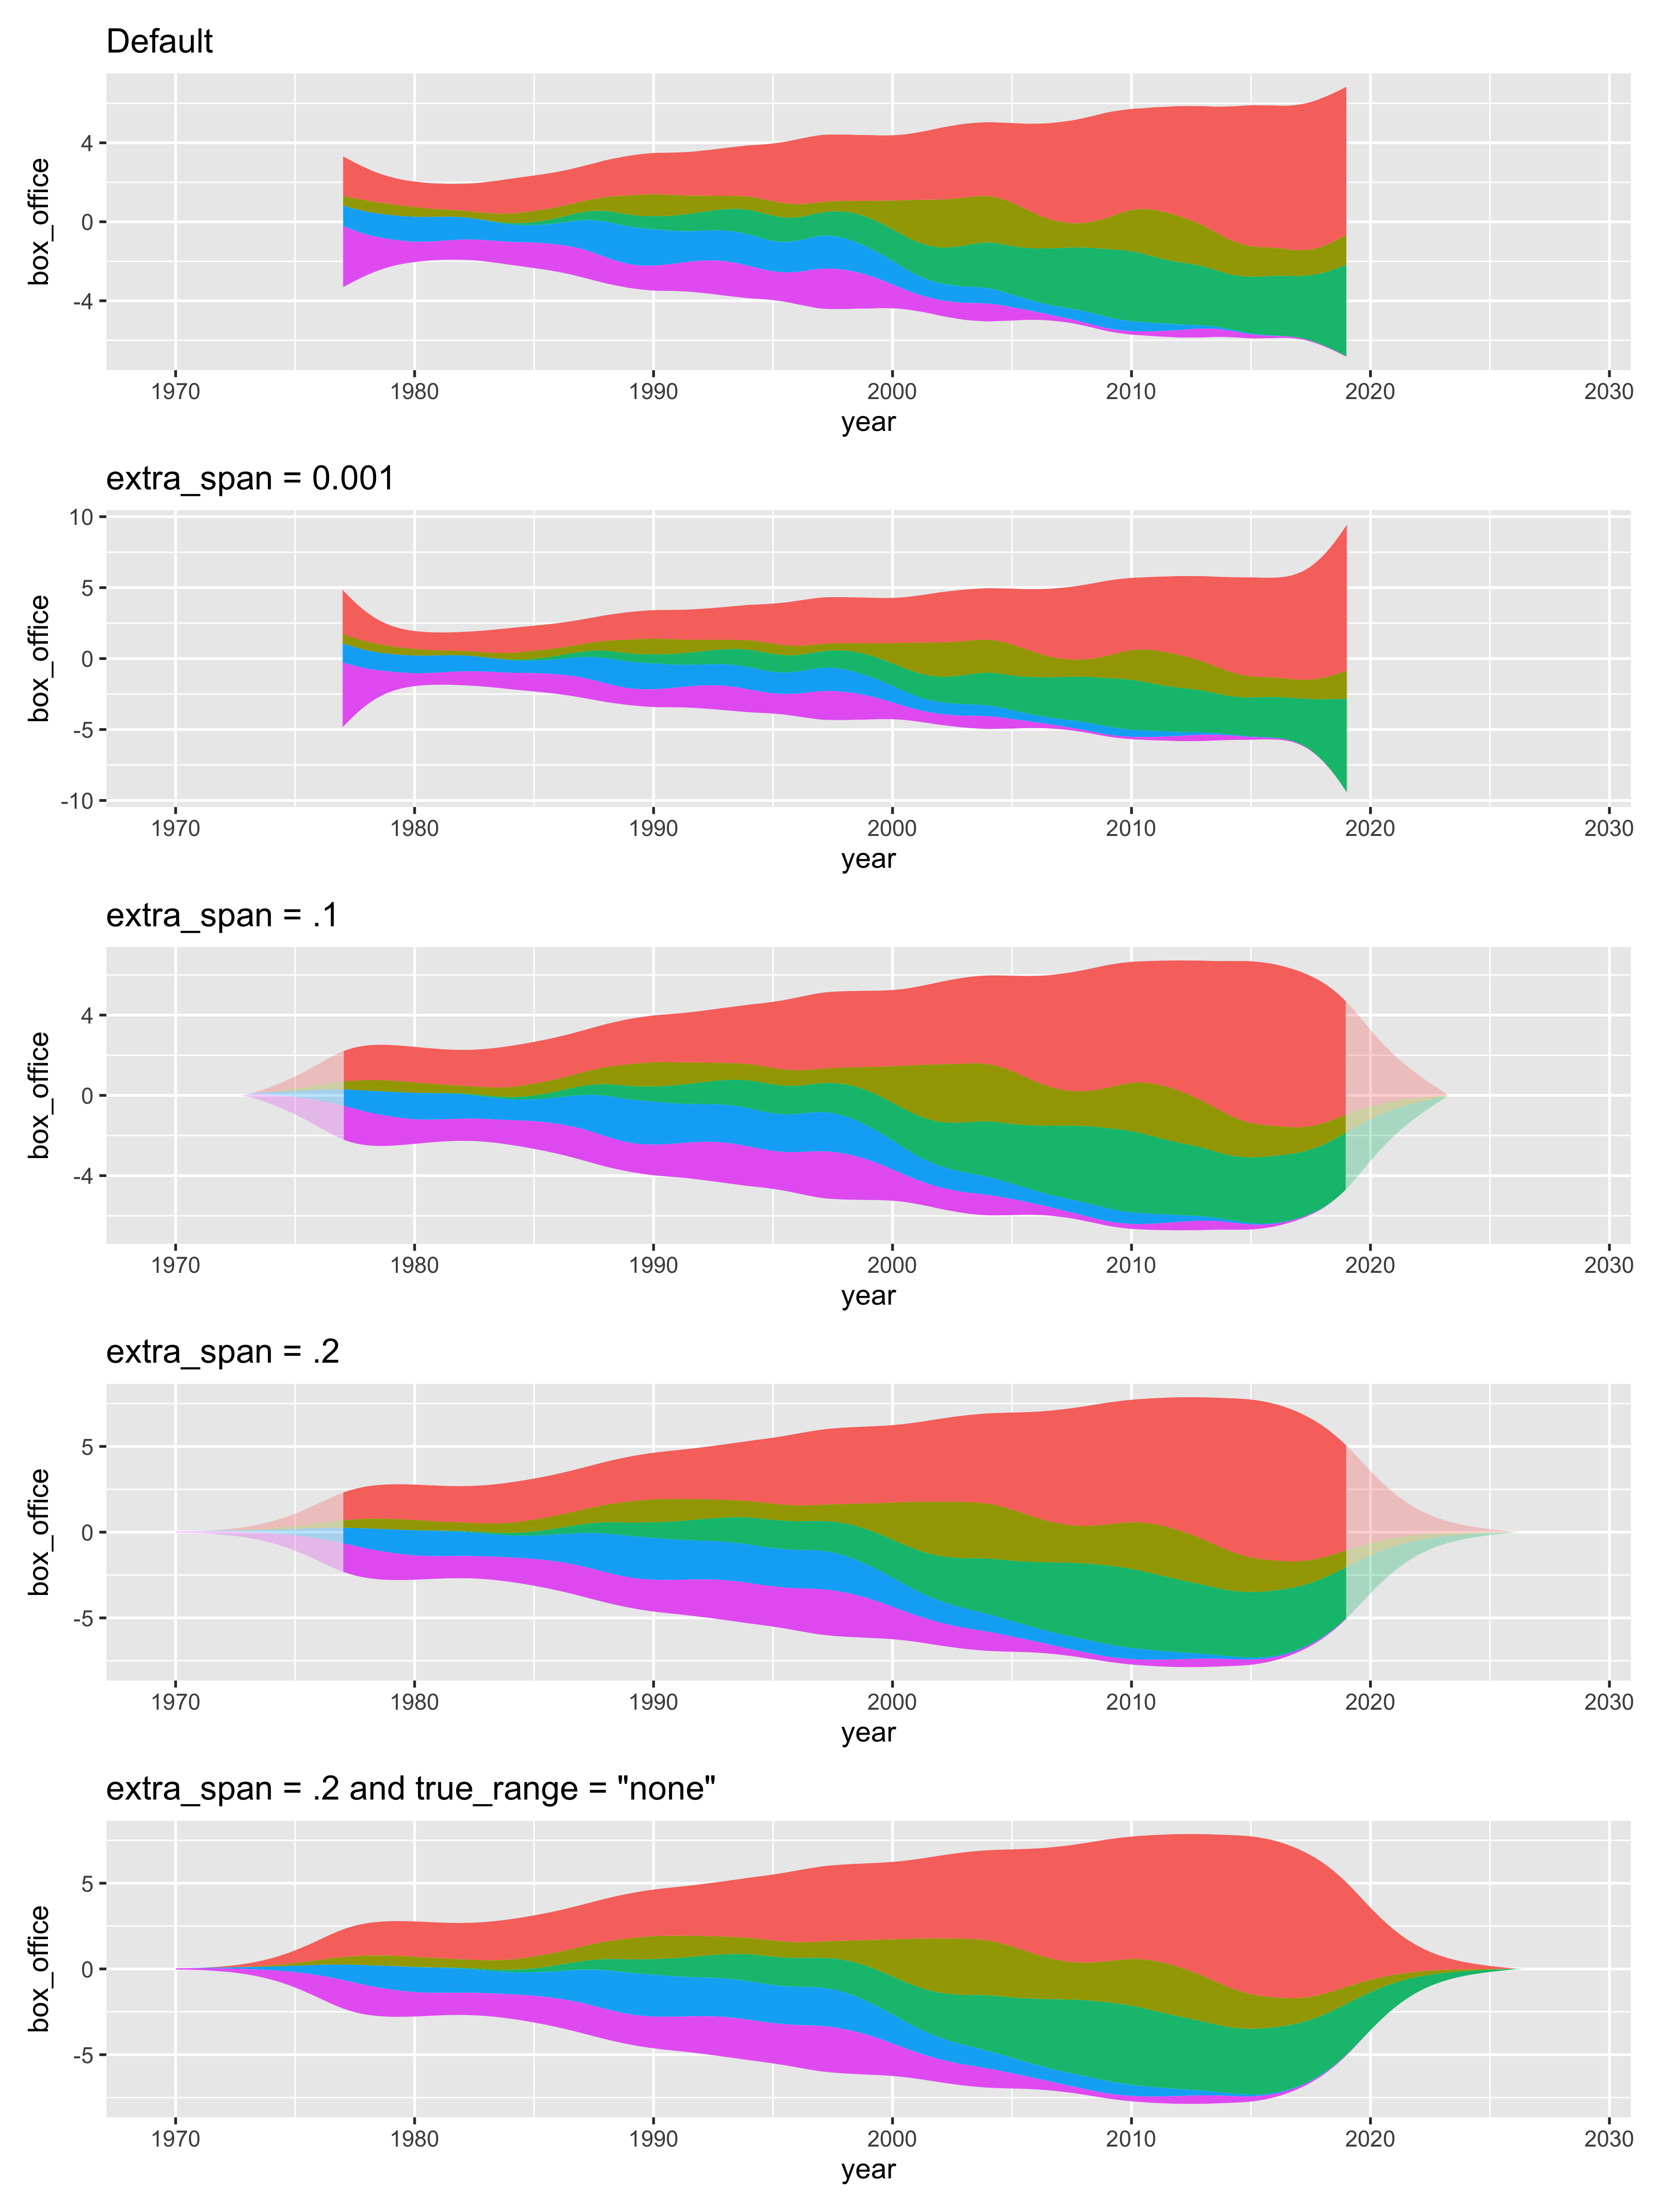 Default
box_office
4
0
-4
1970 1980 1990 2000 2010 2020 2030
year
extra_span = 0.001
box_office
10
5
0
-5
-10
1970 1980 1990 2000 2010 2020 2030
year
extra_span = .1
box_office
4
0
-4
1970 1980 1990 2000 2010 2020 2030
year
extra_span = .2
box_office
5
0
-5
1970 1980 1990 2000 2010 2020 2030
year
extra_span = .2 and true_range = "none"
box_office
5
0
-5
1970 1980 1990 2000 2010 2020 2030
year